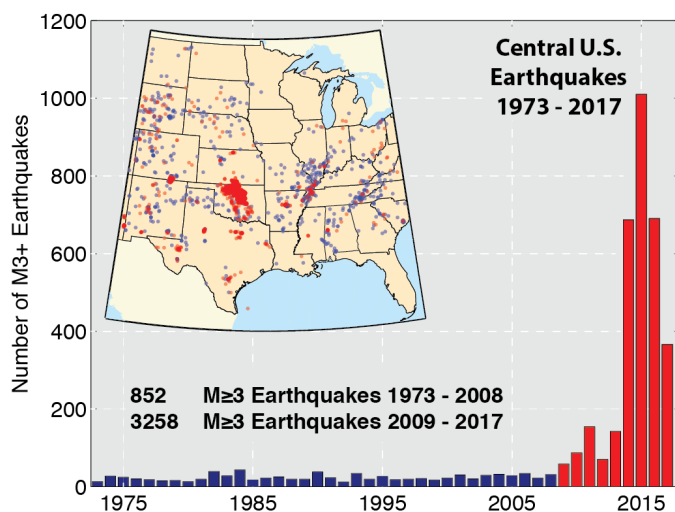 1200
1000
800
600
400
200
0
Number of M3+ Earthquakes
Central U.S.
Earthquakes
1973 - 2017
852 M≥3 Earthquakes 1973 - 2008
3258 M≥3 Earthquakes 2009 - 2017
1975 1985 1995 2005 2015